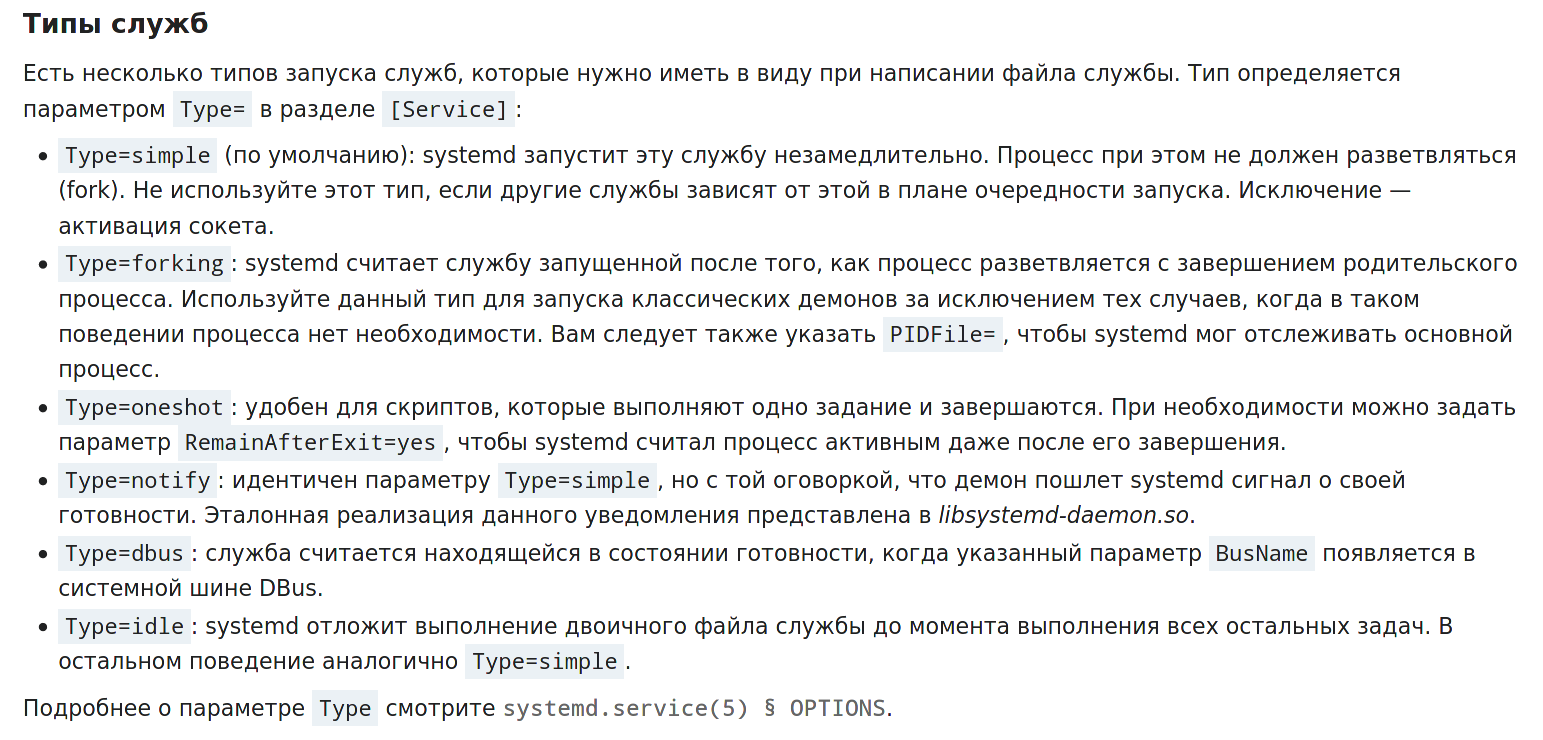 Типы служб
Есть несколько типов запуска служб, которые нужно иметь в виду при написании файла службы. Тип определяется
параметром Type= в разделе [Service]:
• Type=simple (по умолчанию): systemd запустит эту службу незамедлительно. Процесс при этом не должен разветвляться
(fork). Не используйте этот тип, если другие службы зависят от этой в плане очередности запуска. Исключение —
активация сокета.
• Type=forking: systemd считает службу запущенной после того, как процесс разветвляется с завершением родительского
процесса. Используйте данный тип для запуска классических демонов за исключением тех случаев, когда в таком
поведении процесса нет необходимости. Вам следует также указать PIDFile=, чтобы systemd мог отслеживать основной
процесс.
• Type=oneshot: удобен для скриптов, которые выполняют одно задание и завершаются. При необходимости можно задать
параметр RemainAfterExit=yes, чтобы systemd считал процесс активным даже после его завершения.
• Type=notify: идентичен параметру Type=simple, но с той оговоркой, что демон пошлет systemd сигнал о своей
готовности. Эталонная реализация данного уведомления представлена в libsystemd-daemon.so.
• Type=dbus: служба считается находящейся в состоянии готовности, когда указанный параметр BusName появляется в
системной шине DBus.
• Type=idle: systemd отложит выполнение двоичного файла службы до момента выполнения всех остальных задач. В
остальном поведение аналогично Type=simple.
Подробнее о параметре Type смотрите systemd.service(5) § OPTIONS.